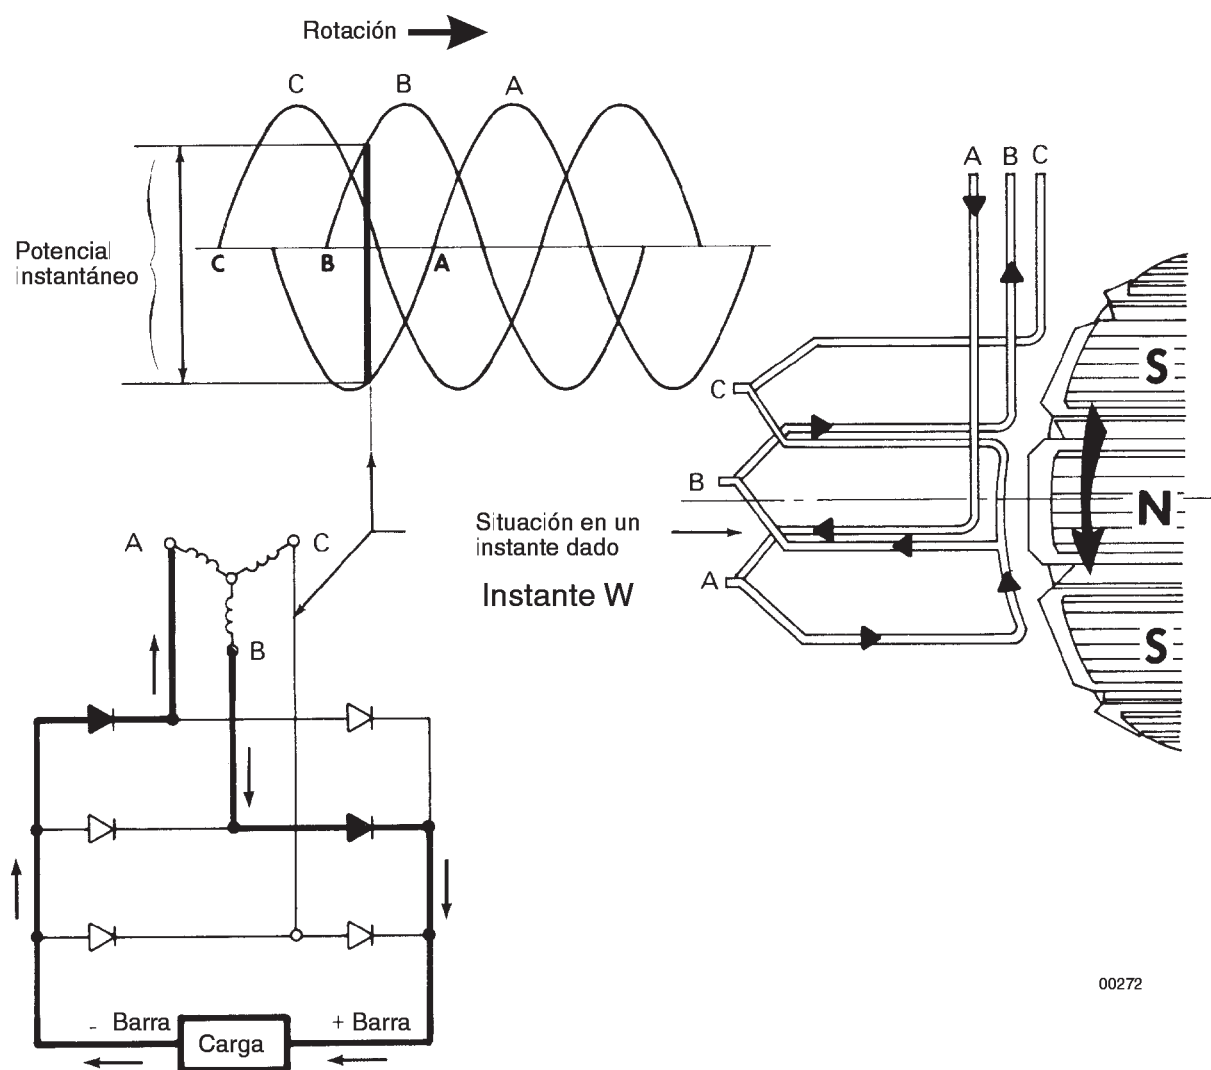 Rotación
C B A
Potencial
instantáneo
C B A
A B C
S
C
B
N
Situación en un
instante dado
A
Instante W
S
A C
B
- Barra
+ Barra
Carga
00272